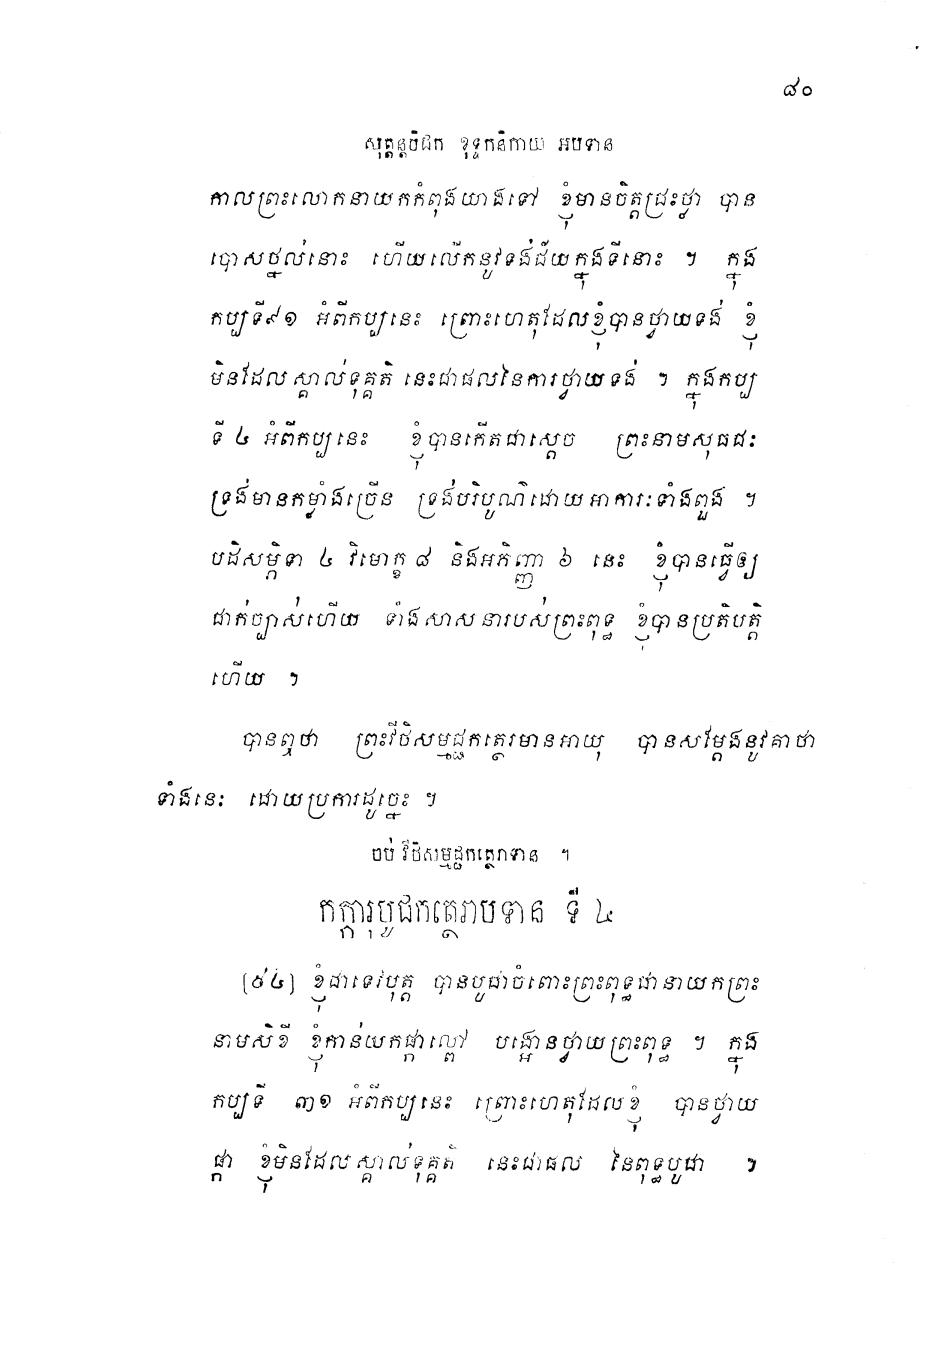 ៨០
សុត្តន្តបិដក ខុទ្ទកនិកាយ អបទាន
កាលព្រះលោកនាយកកំពុងយាងទៅ ខ្ញុំមានចិត្តជ្រះថ្លា បាន
បោសថ្នល់នោះ ហើយលើកនូវទង់ជ័យក្នុងទីនោះ ។ ក្នុង
កប្បទី៩១ អំពីកប្បនេះ ព្រោះហេតុដែលខ្ញុំបានថ្វាយទង់ ខ្ញុំ
មិនដែលស្គាល់ទុគ្គតិ នេះជាផលនៃការថ្វាយទង់ ។ ក្នុងកប្ប
ទី ៤ អំពីកប្បនេះ ខ្ញុំបានកើតជាស្តេច ព្រះនាមសុធជៈ
ទ្រង់មានកម្លាំងច្រើន ទ្រង់បរិបូណ៌ដោយអាការៈទាំងពួង ។
បដិសម្ភិទា ៤ វិមោក្ខ ៨ និងអភិញ្ញា ៦ នេះ ខ្ញុំបានធ្វើឲ្យ
ជាក់ច្បាស់ហើយ ទាំងសាសនារបស់ព្រះពុទ្ធ ខ្ញុំបានប្រតិបត្តិ
ហើយ ។
បានឮថា ព្រះវីថិសម្មជ្ជកត្ថេរមានអាយុ បានសម្តែងនូវគាថា
ទាំងនេះ ដោយប្រការដូច្នេះ ។
ចប់ វីថិសម្មជ្ជកត្ថេរាបទាន ។
កក្ការុបូជកត្ថេរាបទាន ទី ៤
[៩៤] ខ្ញុំជាទេវបុត្ត បានបូជាចំពោះព្រះពុទ្ធជានាយកព្រះ
នាមសិខី ខ្ញុំកាន់យកផ្កាល្ពៅ បង្អោនថ្វាយព្រះពុទ្ធ ។ ក្នុង
កប្បទី ៣១ អំពីកប្បនេះ ព្រោះហេតុដែលខ្ញុំ បានថ្វាយ
ផ្កា ខ្ញុំមិនដែលស្គាល់ទុគ្គតិ នេះជាផល នៃពុទ្ធបូជា ។